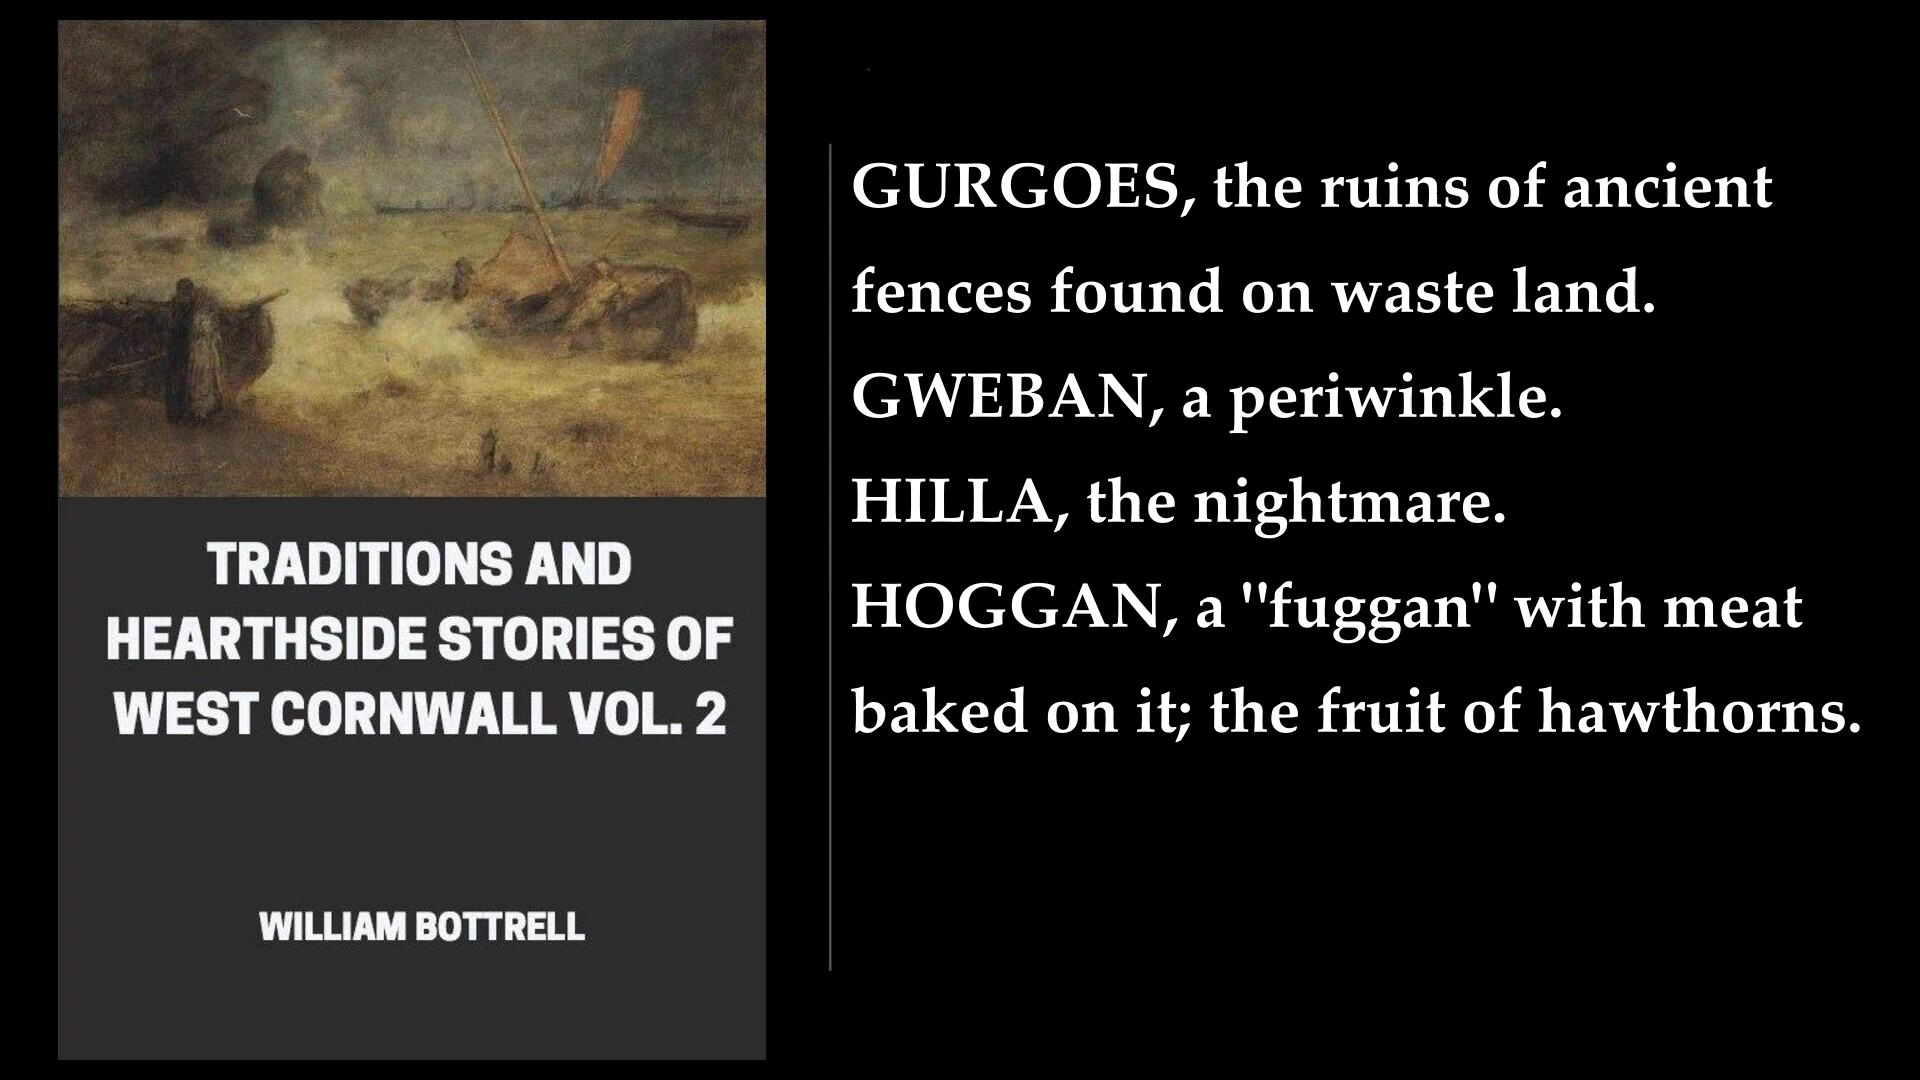 TRADITIONS AND
HEARTHSIDE STORIES OF
WEST CORNWALL VOL. 2
WILLIAM BOTTRELL
GURGOES, the ruins of ancient
fences found on waste land.
GWEBAN, a periwinkle.
HILLA, the nightmare.
HOGGAN, a "fuggan" with meat
baked on it; the fruit of hawthorns.